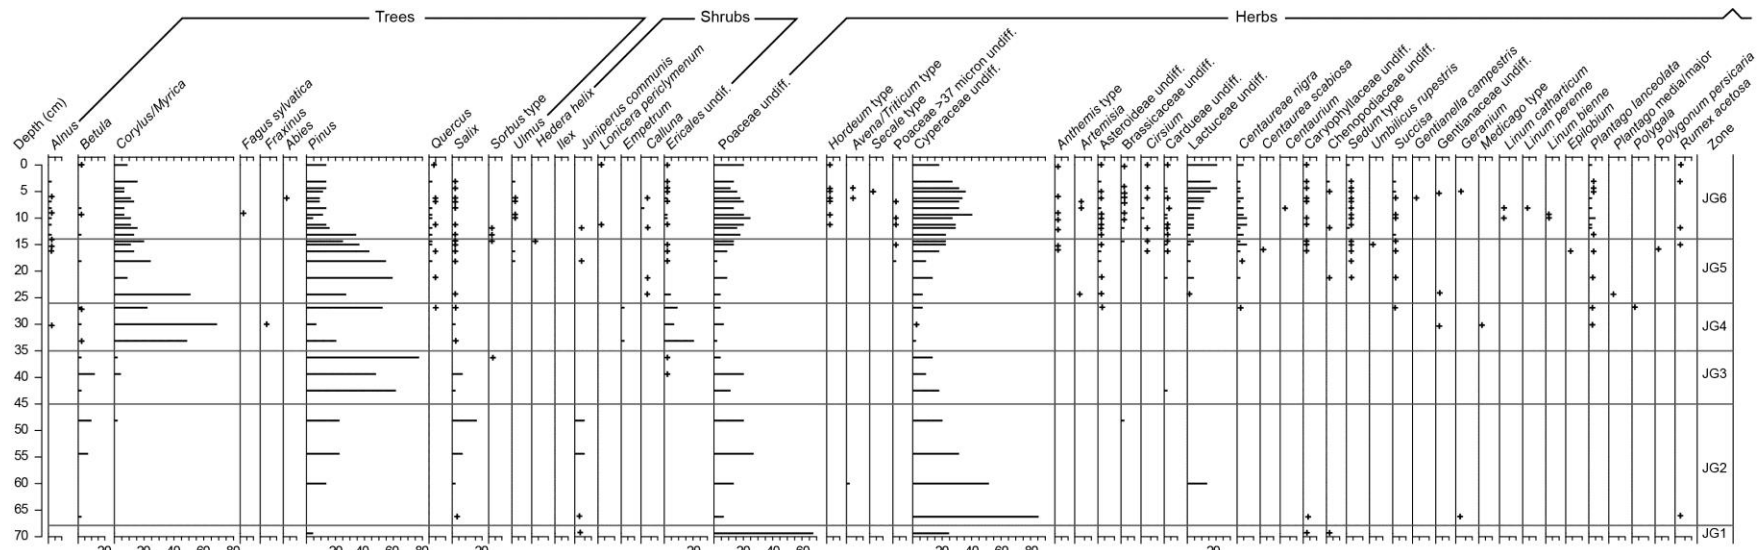 Trees
Shrubs
Herbs
Depth (cm)
Alnus
Betula
Corylus/Myrica
Fagus sylvatica
Fraxinus
Abies
Pinus
Quercus
Salix
Sorbus type
Ulmus
Hedera helix
Ilex
Juniperus communis
Lonicera periclymenum
Empetrum
Calluna
Ericales undif.
Poaceae undiff.
Hordeum type
Avena/Triticum type
Secale type
Poaceae >37 micron undiff.
Cyperaceae undiff.
Anthemis type
Artemisia
Asteroideae undiff.
Brassicaceae undiff.
Cirsium
Cardueae undiff.
Lactuceae undiff.
Centaureae nigra
Centaurea scabiosa
Centaurium
Caryophyllaceae undiff.
Chenopodiaceae undiff.
Sedum type
Umbilicus rupestris
Succisa
Gentianella campestris
Gentianaceae undiff.
Geranium
Medicago type
Linum catharticum
Linum perenne
Linum bienne
Epilobium
Plantago lanceolata
Plantago media/major
Polygala
Polygonum persicaria
Rumex acetosa
Zone
0
5
10
15
20
25
30
35
40
45
50
55
60
65
70
JG6
JG5
JG4
JG3
JG2
JG1
20 20 40 60 80 20 40 60 80 20 20 20 40 60 20 40 60 80 20